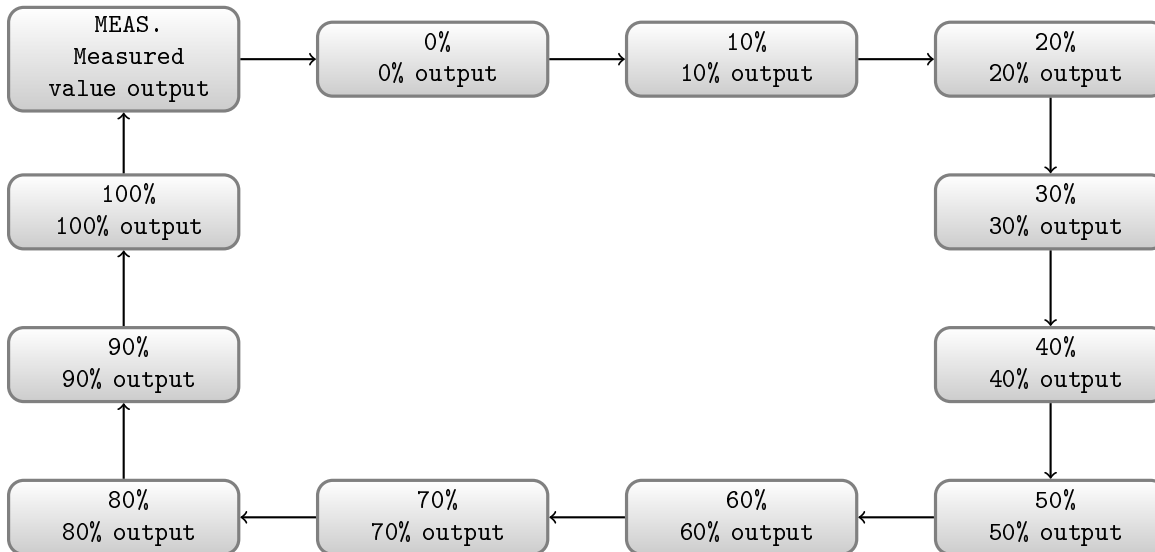 MEAS.
Measured
value output
0%
0% output
10%
10% output
20%
20% output
30%
30% output
40%
40% output
50%
50% output
60%
60% output
70%
70% output
80%
80% output
90%
90% output
100%
100% output